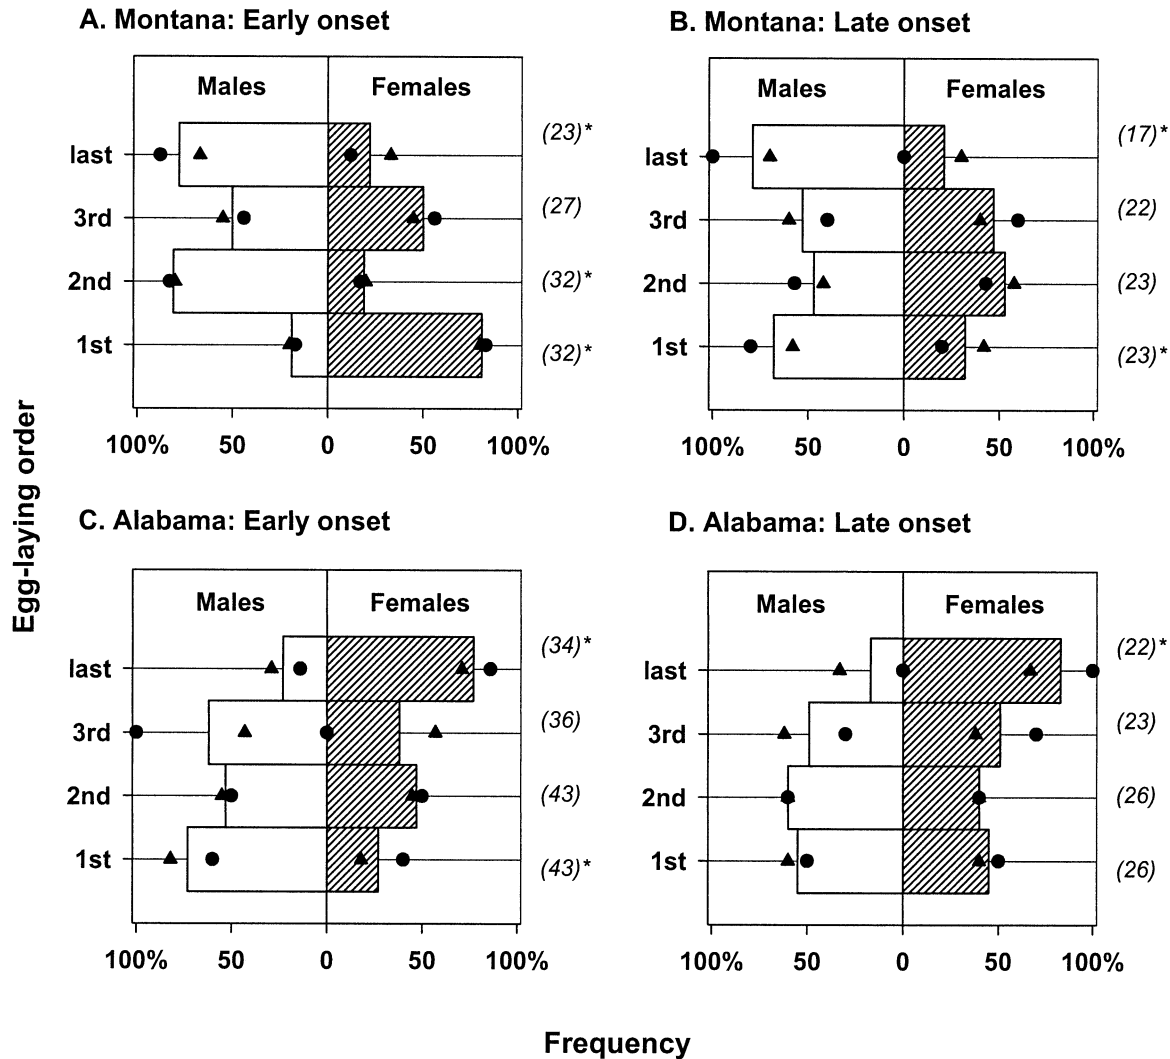 A. Montana: Early onset
Males Females
last (23)*
3rd (27)
2nd (32)*
1st (32)*
100% 50 0 50 100%
B. Montana: Late onset
Males Females
last (17)*
3rd (22)
2nd (23)
1st (23)*
100% 50 0 50 100%
Egg-laying order
C. Alabama: Early onset
Males Females
last (34)*
3rd (36)
2nd (43)
1st (43)*
100% 50 0 50 100%
D. Alabama: Late onset
Males Females
last (22)*
3rd (23)
2nd (26)
1st (26)
100% 50 0 50 100%
Frequency